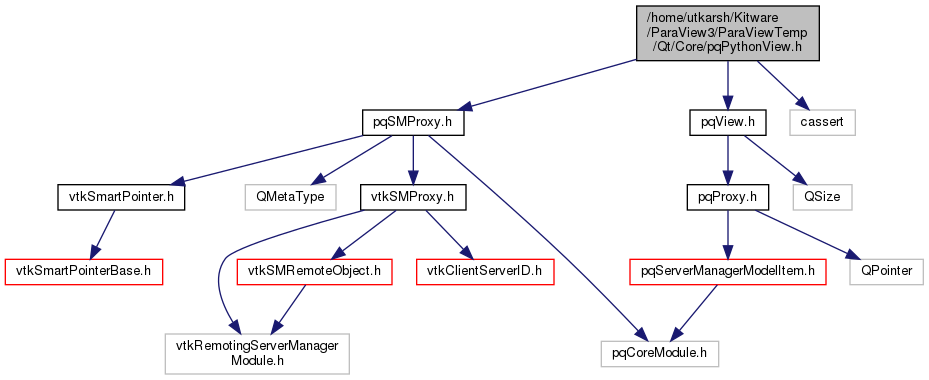 /home/utkarsh/Kitware
/ParaView3/ParaViewTemp
/Qt/Core/pqPythonView.h
pqSMProxy.h
pqView.h
cassert
vtkSmartPointer.h
QMetaType
vtkSMProxy.h
pqProxy.h
QSize
vtkSmartPointerBase.h
vtkSMRemoteObject.h
vtkClientServerID.h
pqServerManagerModelItem.h
QPointer
vtkRemotingServerManager
Module.h
pqCoreModule.h